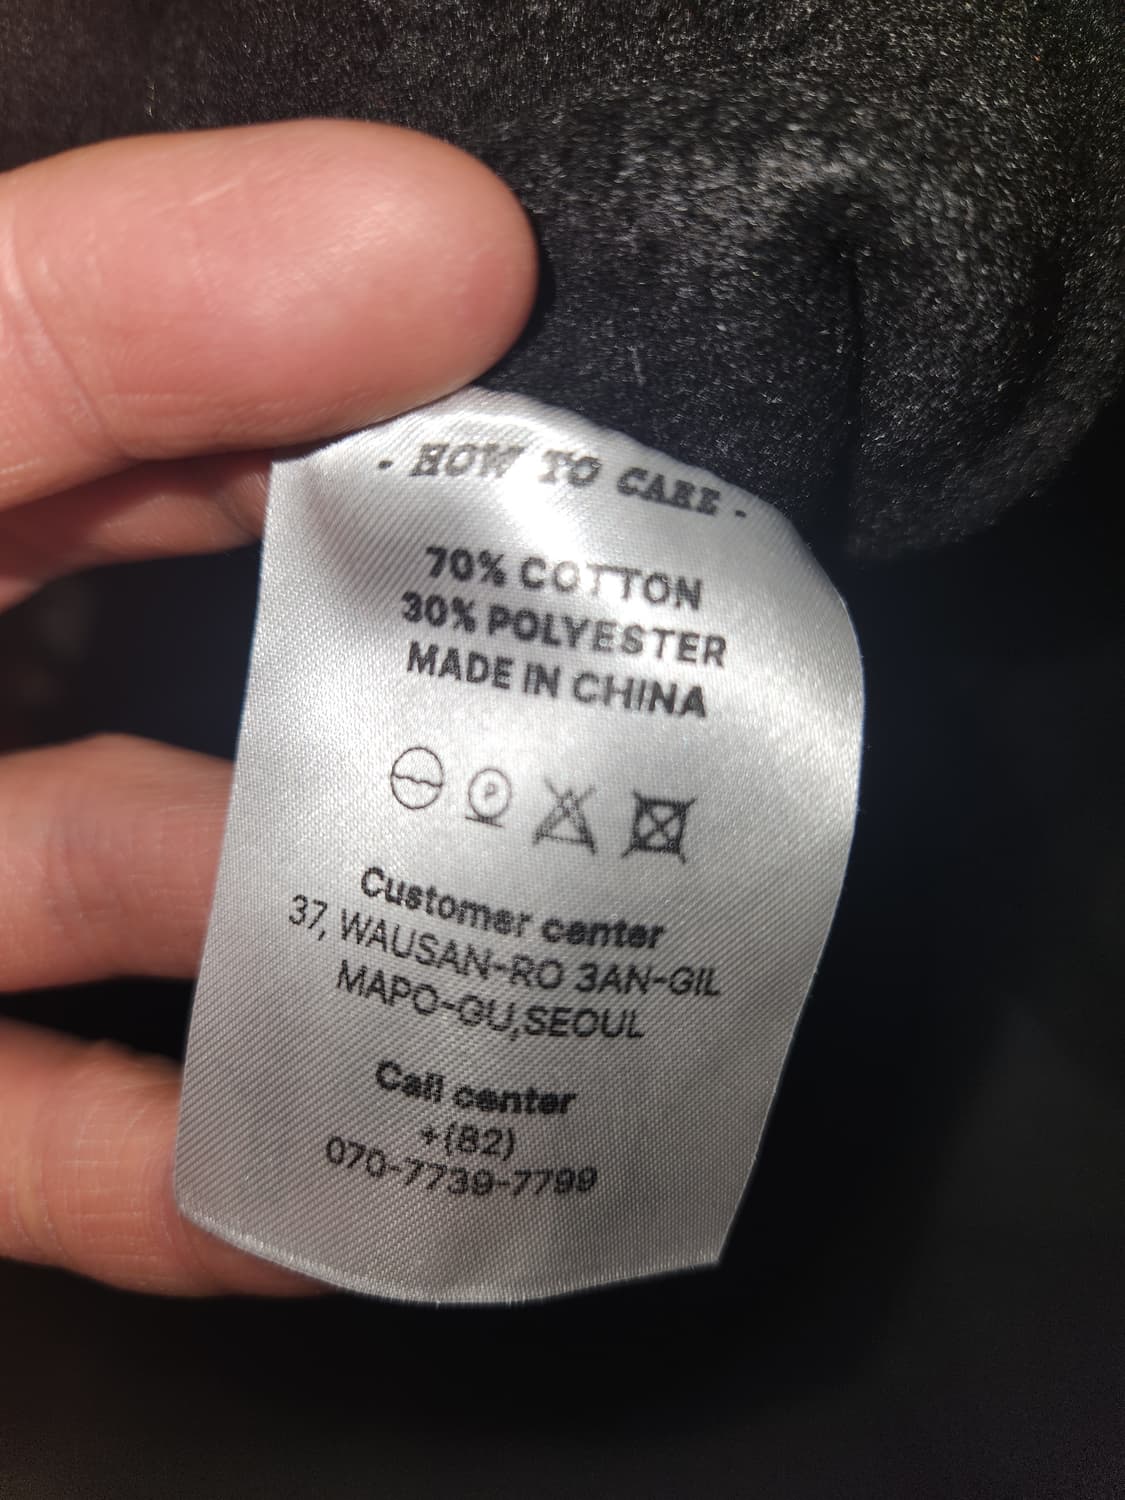 - HOW TO CARE -
70% COTTON
30% POLYESTER
MADE IN CHINA
P
Customer center
37, WAUSAN-RO 3AN-GIL
MAPO-GU,SEOUL
Call center
+(82)
070-7739-7799